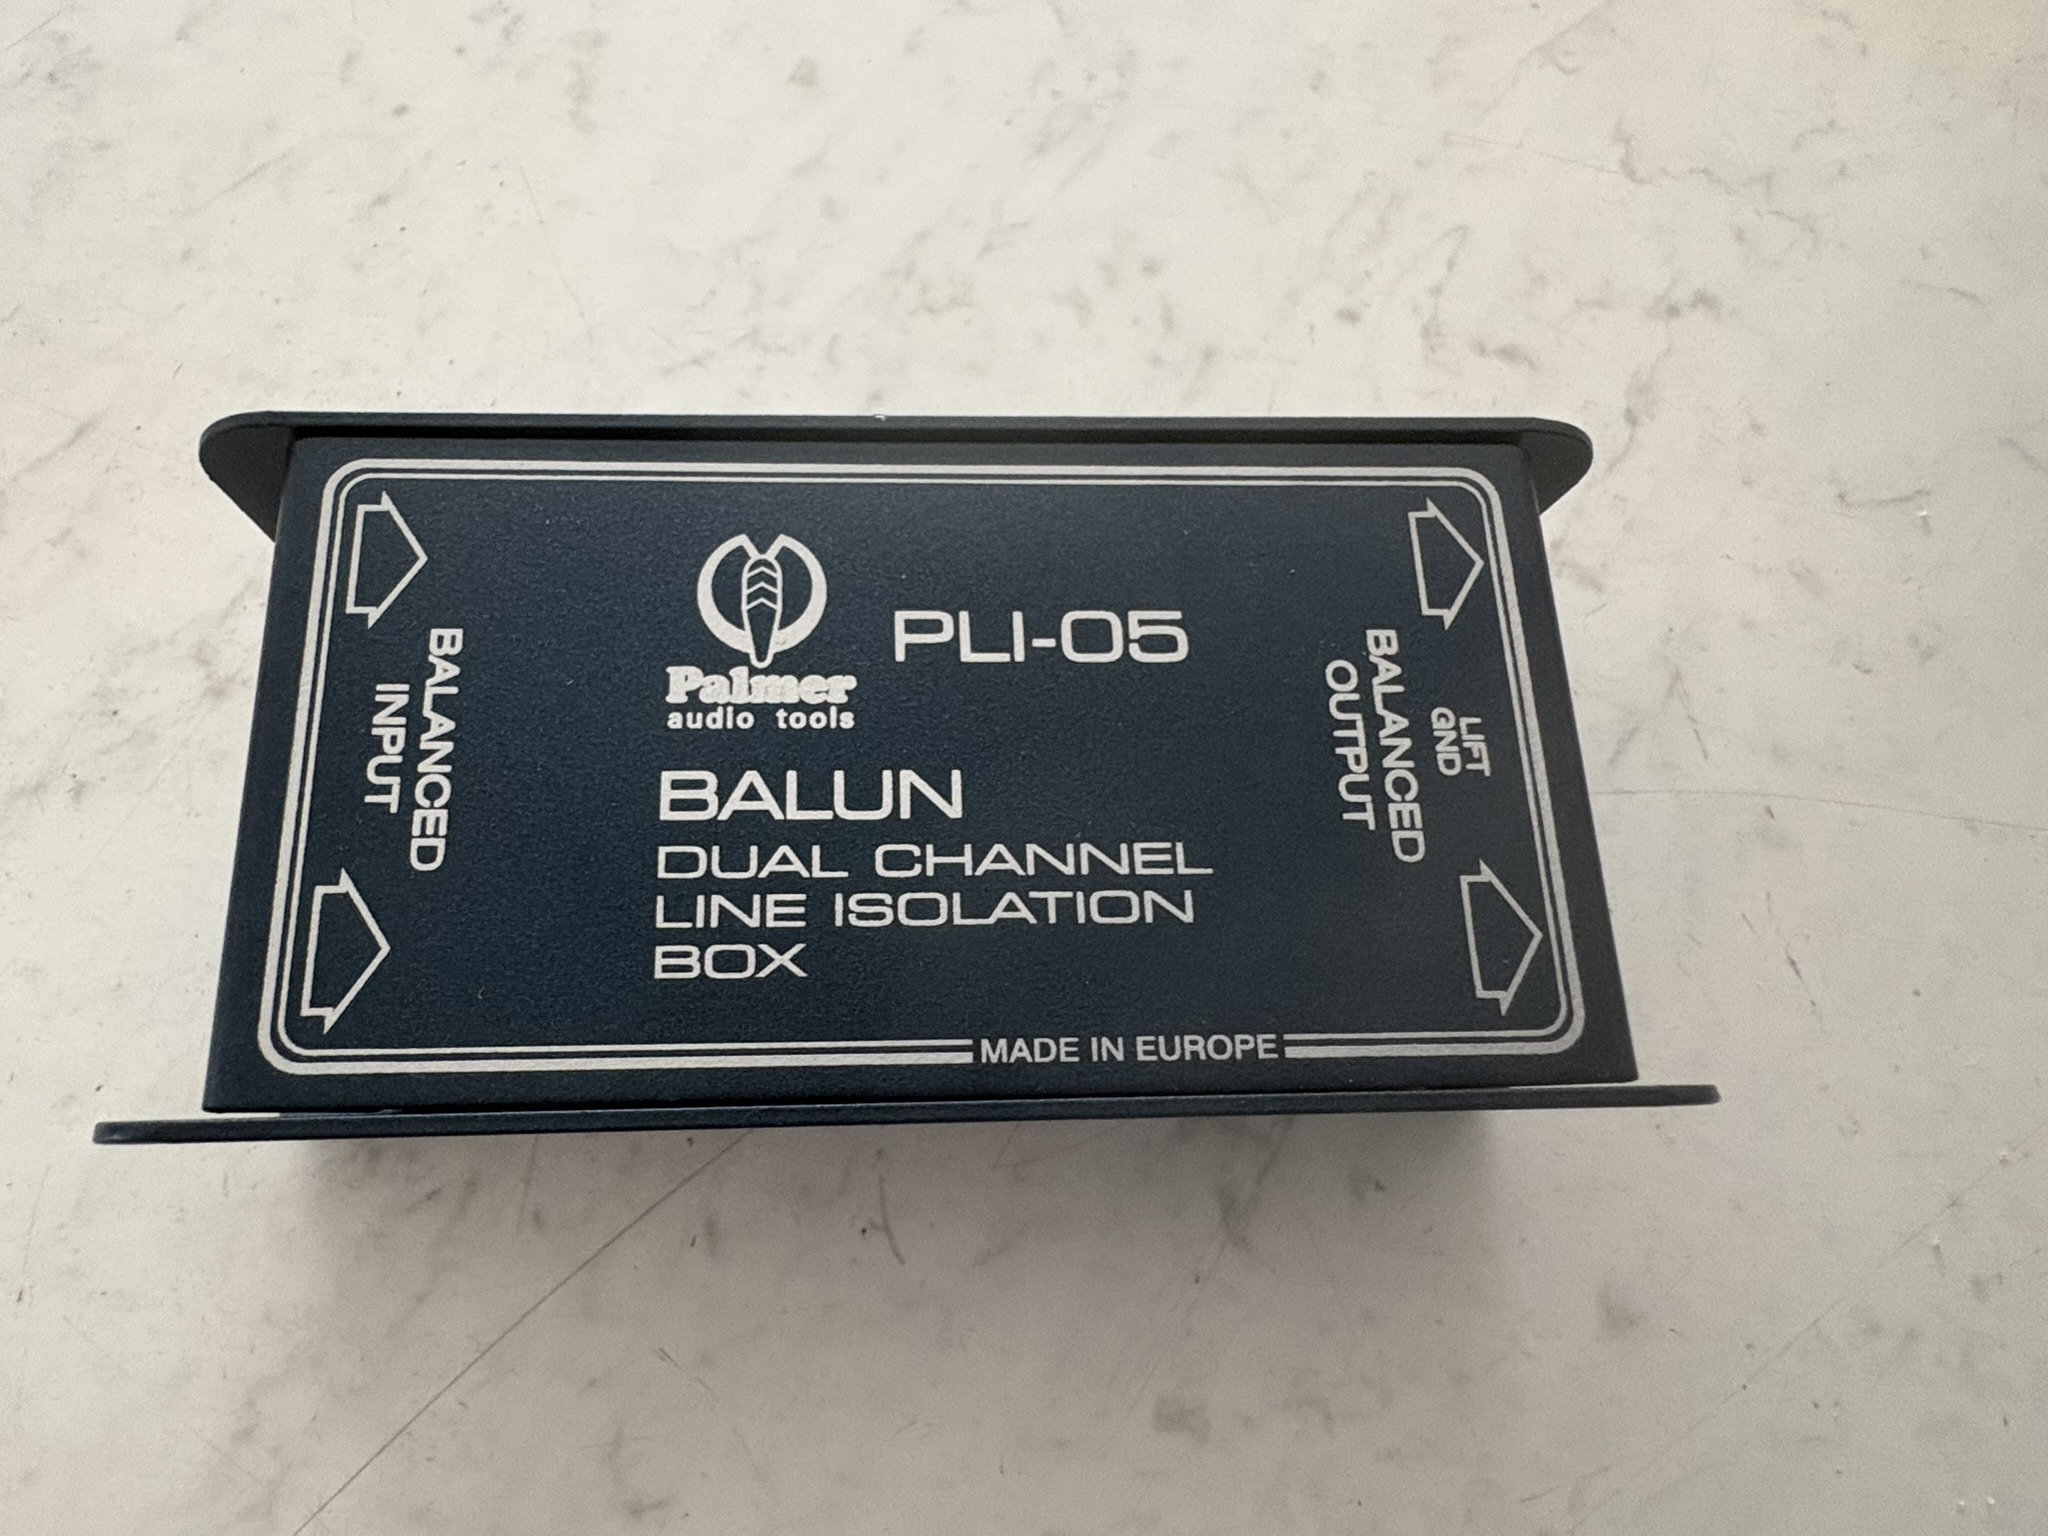 BALANCED
INPUT
Palmer
audio tools
PLI-05
BALUN
DUAL CHANNEL
LINE ISOLATION
BOX
LIFT
GND
BALANCED
OUTPUT
MADE IN EUROPE